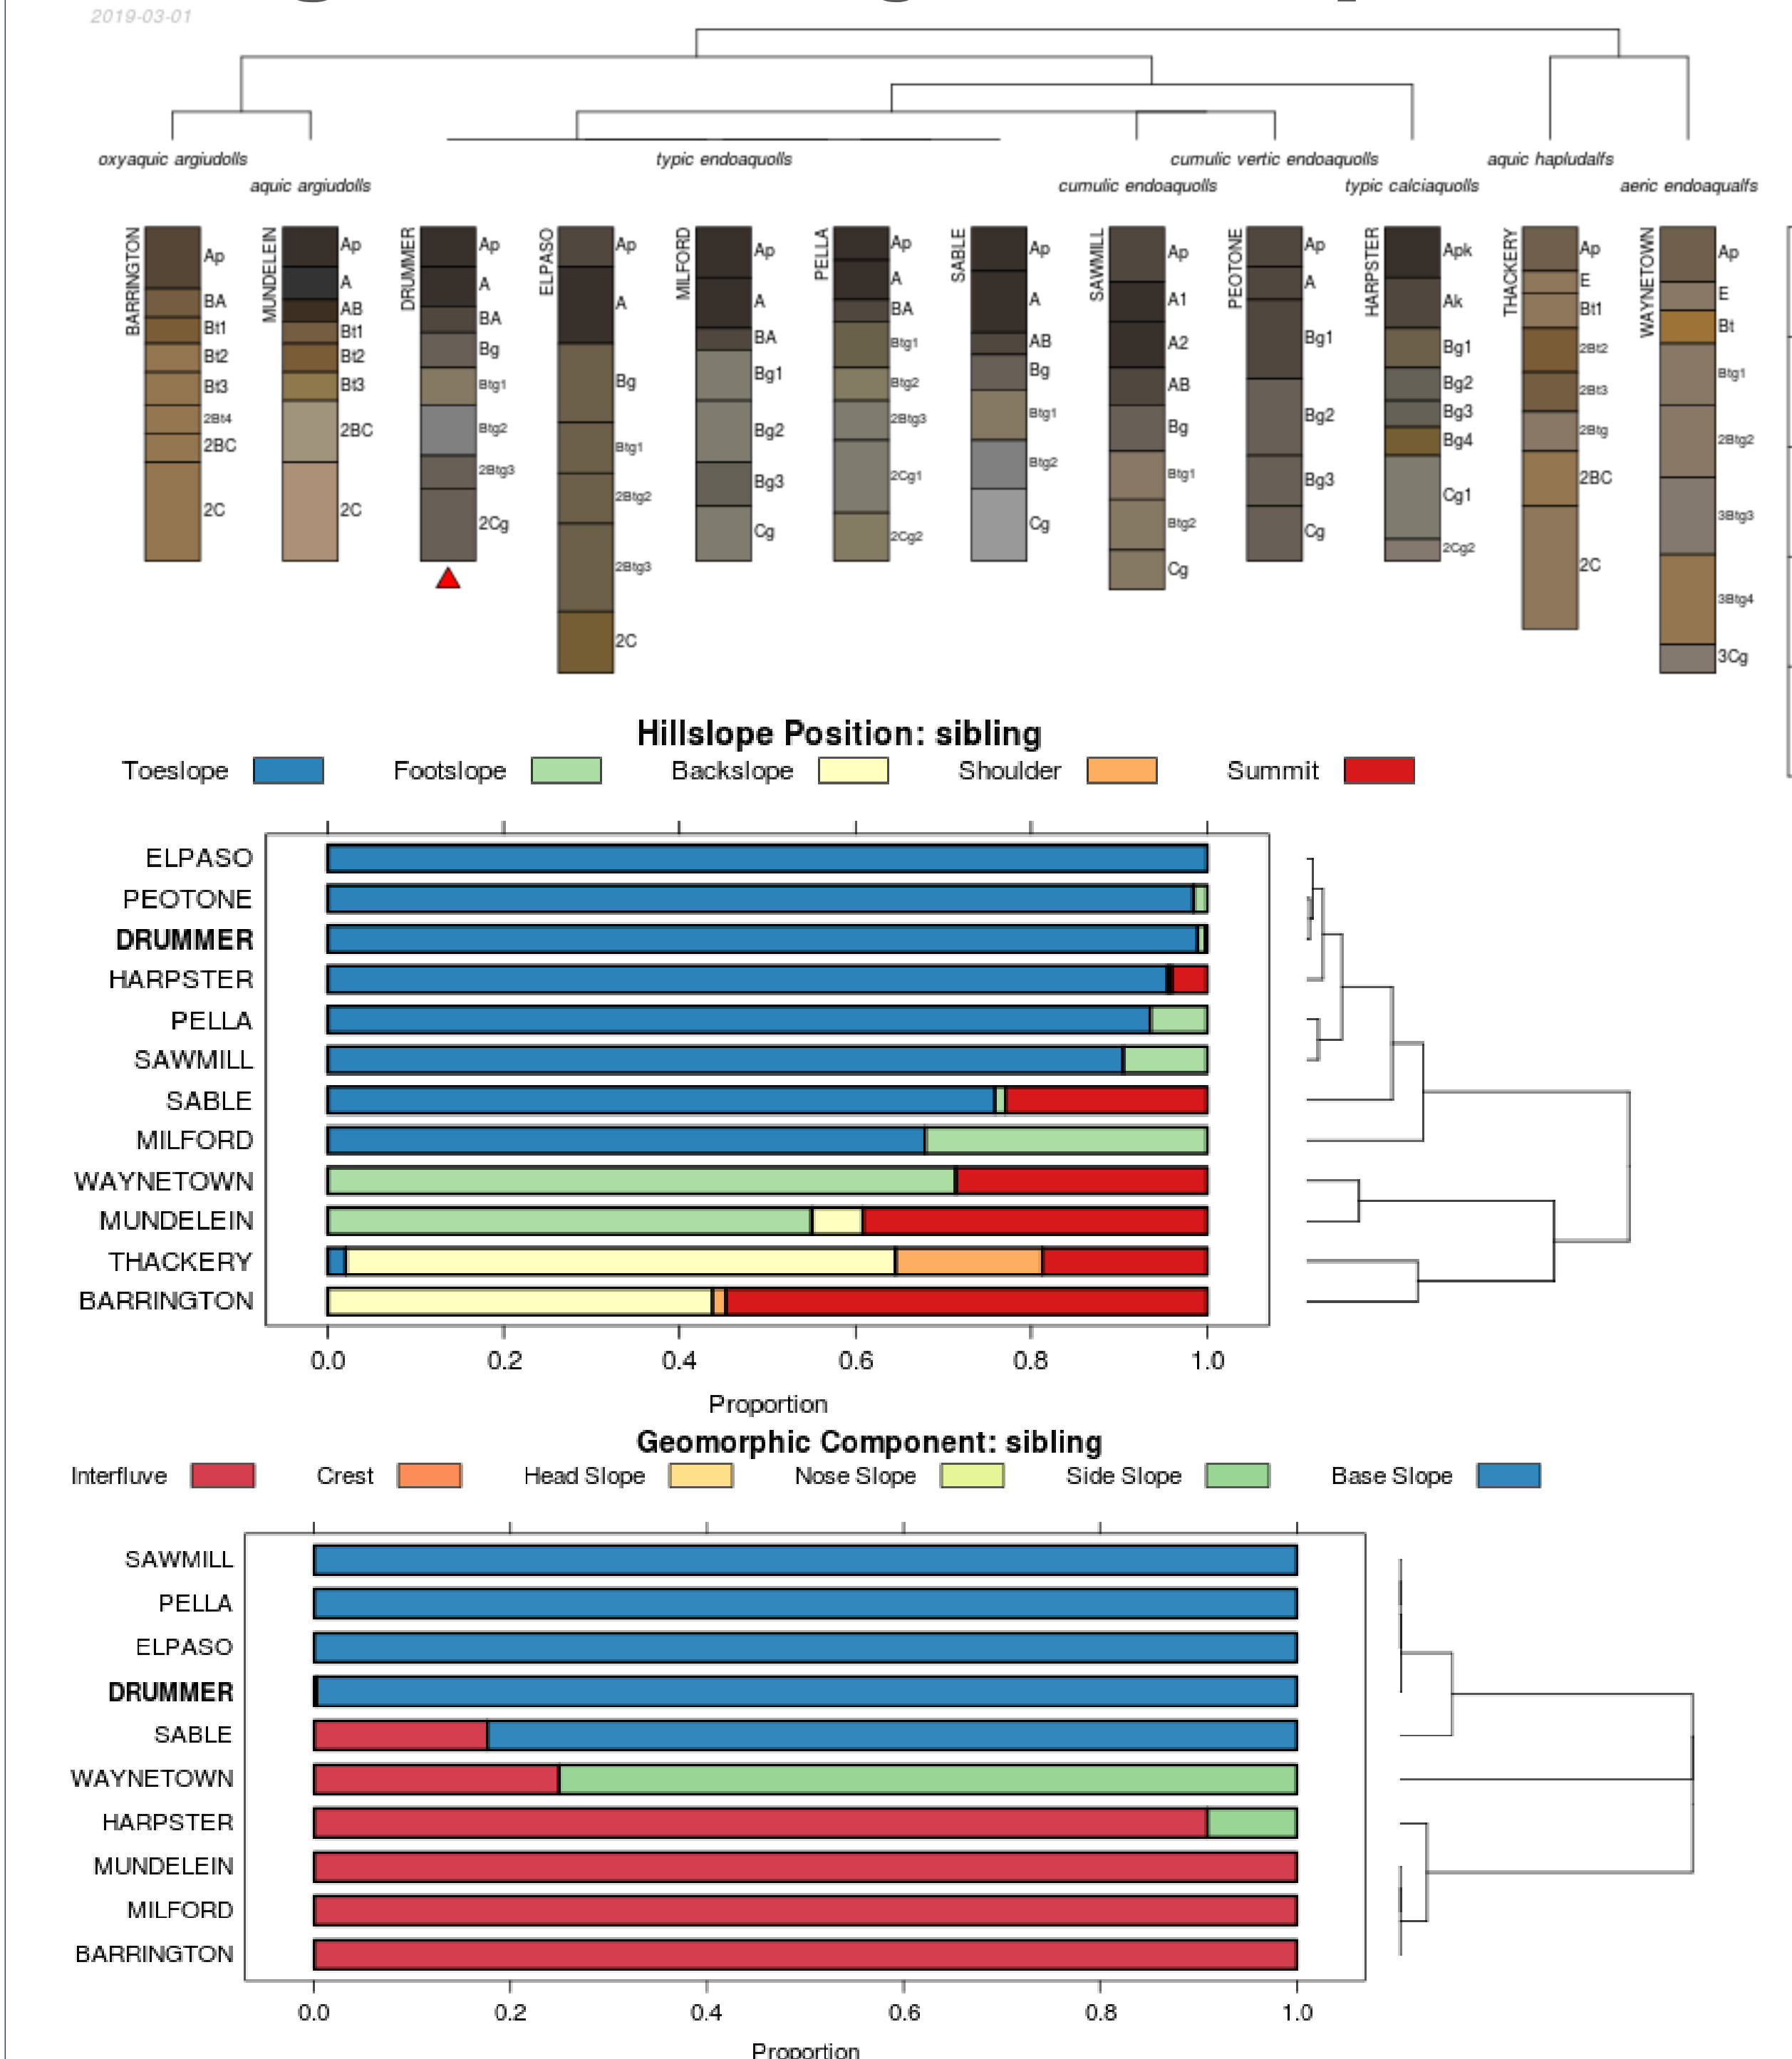 2019-03-01
oxyaquic argiudolls typic endoaquolls cumulic vertic endoaquolls aquic hapludalfs
aquic argiudolls cumulic endoaquolls typic calciaquolls aeric endoaqualfs
BARRINGTON
Ap
BA
Bt1
Bt2
Bt3
2Bt4
2BC
2C
MUNDELEIN
Ap
A
AB
Bt1
Bt2
Bt3
2BC
2C
DRUMMER
Ap
A
BA
Bg
Btg1
Btg2
2Btg3
2Cg
ELPASO
Ap
A
Bg
Btg1
2Btg2
2Btg3
2C
MILFORD
Ap
A
BA
Bg1
Bg2
Bg3
Cg
PELLA
Ap
A
BA
Btg1
Btg2
2Btg3
2Cg1
2Cg2
SABLE
Ap
A
AB
Bg
Btg1
Btg2
Cg
SAWMILL
Ap
A1
A2
AB
Bg
Btg1
Btg2
Cg
PEOTONE
Ap
A
Bg1
Bg2
Bg3
Cg
HARPSTER
Apk
Ak
Bg1
Bg2
Bg3
Bg4
Cg1
2Cg2
THACKERY
Ap
E
Bt1
2Bt2
2Bt3
2Btg
2BC
2C
WAYNETOWN
Ap
E
Bt
Btg1
2Btg2
3Btg3
3Btg4
3Cg
Hillslope Position: sibling
Toeslope Footslope Backslope Shoulder Summit
ELPASO
PEOTONE
DRUMMER
HARPSTER
PELLA
SAWMILL
SABLE
MILFORD
WAYNETOWN
MUNDELEIN
THACKERY
BARRINGTON
0.0 0.2 0.4 0.6 0.8 1.0
Proportion
Geomorphic Component: sibling
Interfluve Crest Head Slope Nose Slope Side Slope Base Slope
SAWMILL
PELLA
ELPASO
DRUMMER
SABLE
WAYNETOWN
HARPSTER
MUNDELEIN
MILFORD
BARRINGTON
0.0 0.2 0.4 0.6 0.8 1.0
Proportion